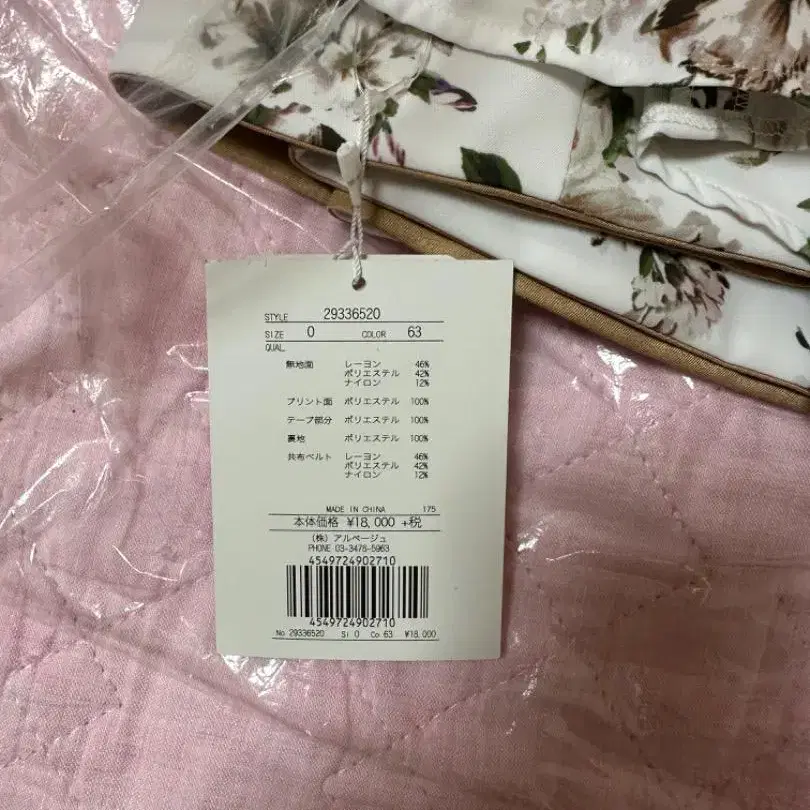 STYLE 29336520
SIZE 0 COLOR 63
QUAL.
無地面 レーヨン 46%
ポリエステル 42%
ナイロン 12%
プリント面 ポリエステル 100%
テープ部分 ポリエステル 100%
裏地 ポリエステル 100%
共布ベルト レーヨン 46%
ポリエステル 42%
ナイロン 12%
MADE IN CHINA 175
本体価格 ¥18,000 +税
(株) アルページュ
PHONE 03-3478-5963
4549724902710
4549724902710
No 29336520 Si 0 Co 63 ¥18,000